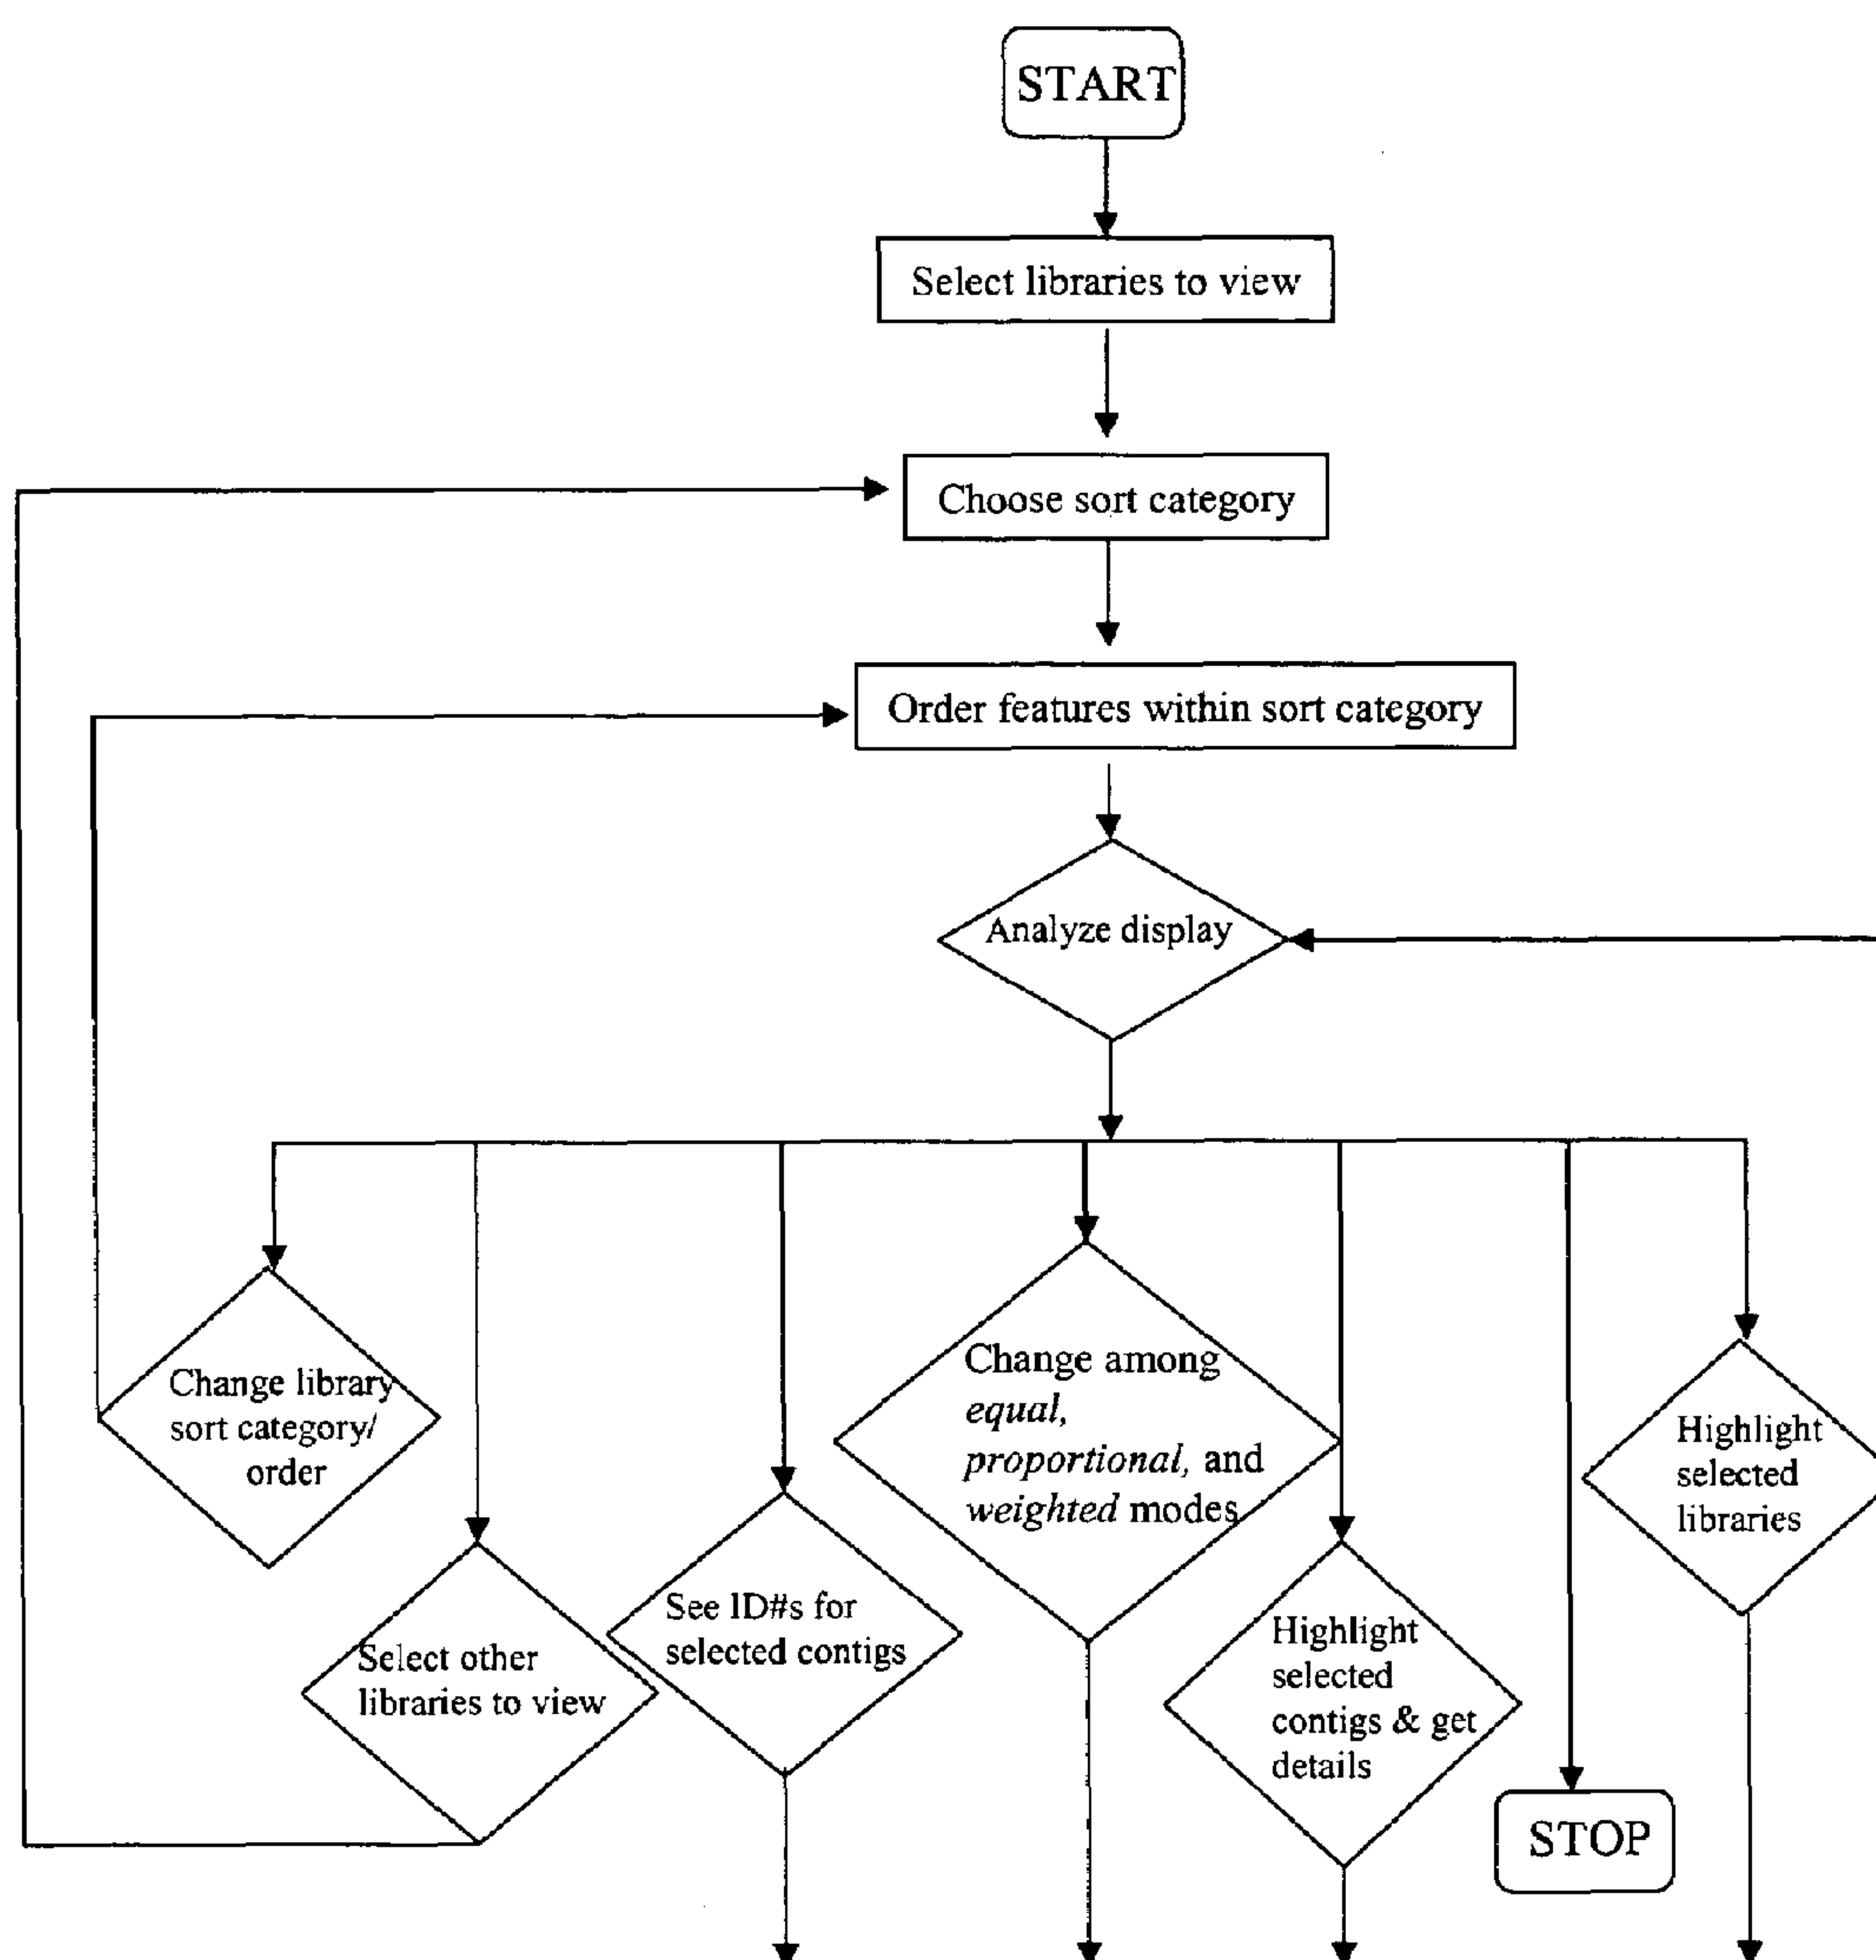 START
Select libraries to view
Choose sort category
Order features within sort category
Analyze display
Change library
sort category/
order
Select other
libraries to view
See ID#s for
selected contigs
Change among
equal,
proportional, and
weighted modes
Highlight
selected
contigs & get
details
STOP
Highlight
selected
libraries